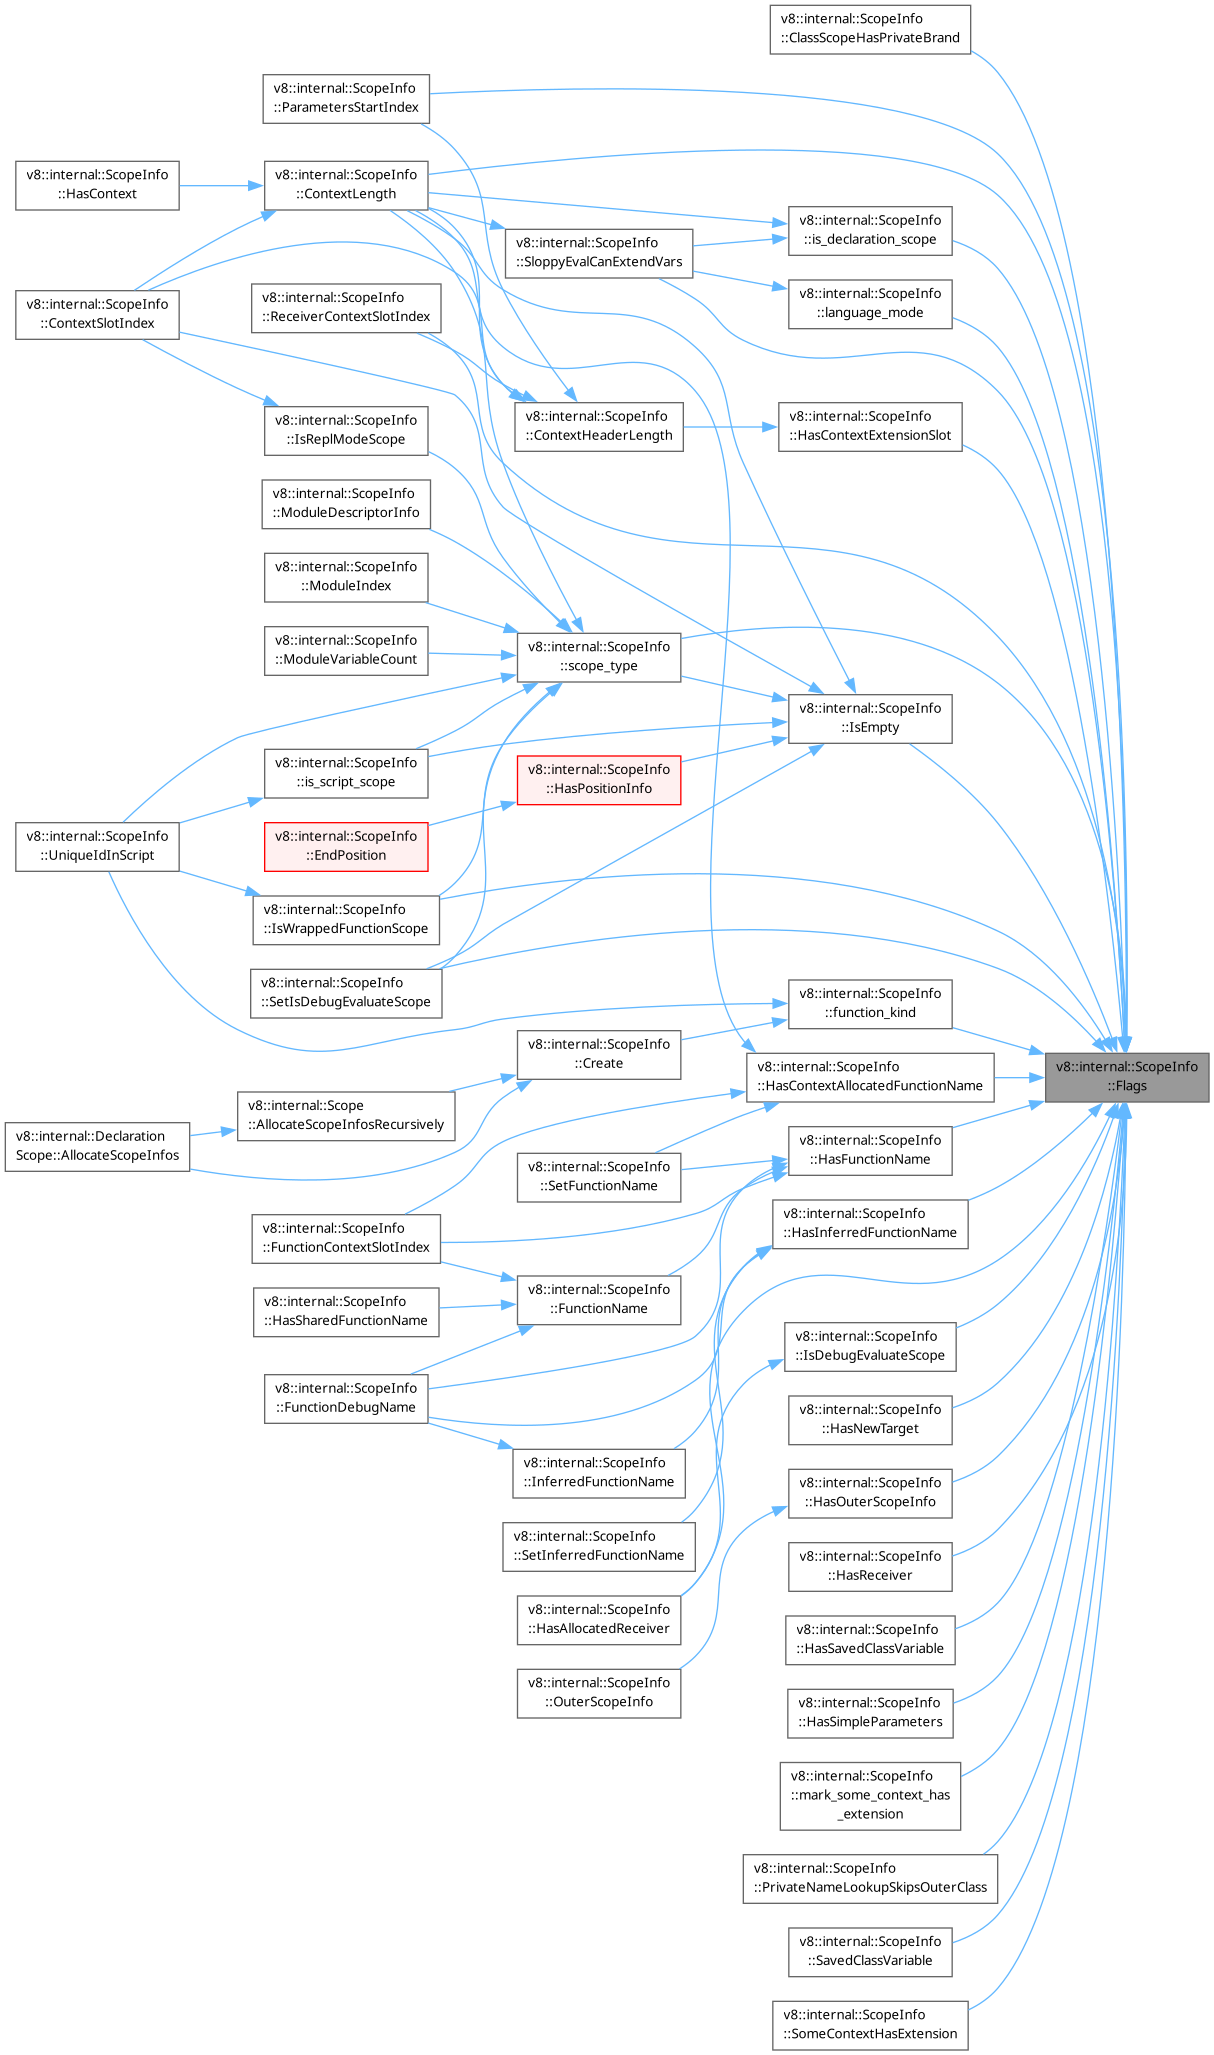 v8::internal::ScopeInfo
::ClassScopeHasPrivateBrand
v8::internal::ScopeInfo
::ParametersStartIndex
v8::internal::ScopeInfo
::HasContext
v8::internal::ScopeInfo
::ContextLength
v8::internal::ScopeInfo
::SloppyEvalCanExtendVars
v8::internal::ScopeInfo
::is_declaration_scope
v8::internal::ScopeInfo
::ContextSlotIndex
v8::internal::ScopeInfo
::ReceiverContextSlotIndex
v8::internal::ScopeInfo
::language_mode
v8::internal::ScopeInfo
::IsReplModeScope
v8::internal::ScopeInfo
::ContextHeaderLength
v8::internal::ScopeInfo
::HasContextExtensionSlot
v8::internal::ScopeInfo
::ModuleDescriptorInfo
v8::internal::ScopeInfo
::ModuleIndex
v8::internal::ScopeInfo
::ModuleVariableCount
v8::internal::ScopeInfo
::scope_type
v8::internal::ScopeInfo
::IsEmpty
v8::internal::ScopeInfo
::is_script_scope
v8::internal::ScopeInfo
::HasPositionInfo
v8::internal::ScopeInfo
::UniqueIdInScript
v8::internal::ScopeInfo
::EndPosition
v8::internal::ScopeInfo
::IsWrappedFunctionScope
v8::internal::ScopeInfo
::SetIsDebugEvaluateScope
v8::internal::ScopeInfo
::function_kind
v8::internal::ScopeInfo
::Create
v8::internal::ScopeInfo
::HasContextAllocatedFunctionName
v8::internal::ScopeInfo
::Flags
v8::internal::Declaration
Scope::AllocateScopeInfos
v8::internal::Scope
::AllocateScopeInfosRecursively
v8::internal::ScopeInfo
::SetFunctionName
v8::internal::ScopeInfo
::HasFunctionName
v8::internal::ScopeInfo
::FunctionContextSlotIndex
v8::internal::ScopeInfo
::HasInferredFunctionName
v8::internal::ScopeInfo
::HasSharedFunctionName
v8::internal::ScopeInfo
::FunctionName
v8::internal::ScopeInfo
::IsDebugEvaluateScope
v8::internal::ScopeInfo
::FunctionDebugName
v8::internal::ScopeInfo
::HasNewTarget
v8::internal::ScopeInfo
::InferredFunctionName
v8::internal::ScopeInfo
::HasOuterScopeInfo
v8::internal::ScopeInfo
::SetInferredFunctionName
v8::internal::ScopeInfo
::HasReceiver
v8::internal::ScopeInfo
::HasAllocatedReceiver
v8::internal::ScopeInfo
::HasSavedClassVariable
v8::internal::ScopeInfo
::OuterScopeInfo
v8::internal::ScopeInfo
::HasSimpleParameters
v8::internal::ScopeInfo
::mark_some_context_has
_extension
v8::internal::ScopeInfo
::PrivateNameLookupSkipsOuterClass
v8::internal::ScopeInfo
::SavedClassVariable
v8::internal::ScopeInfo
::SomeContextHasExtension